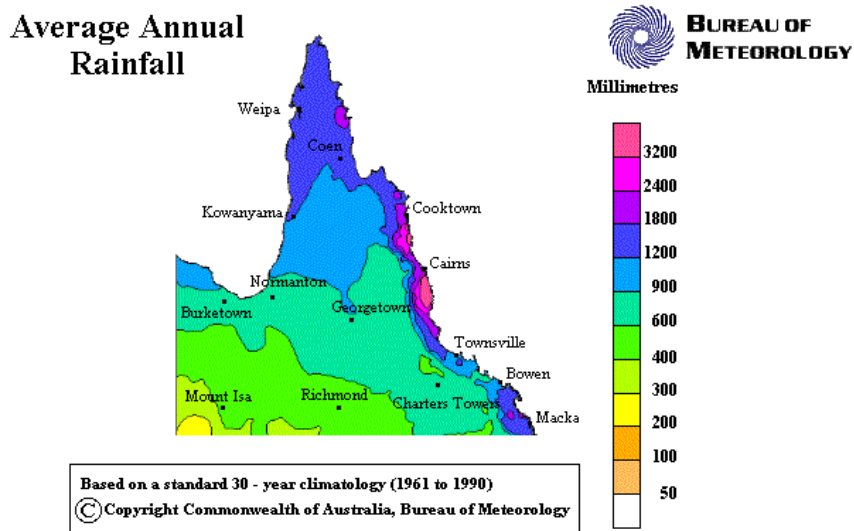 Average Annual
Rainfall
BUREAU OF
METEOROLOGY
Millimetres
3200
2400
1800
1200
900
600
400
300
200
100
50
Weipa
Coen
Kowanyama
Cooktown
Cairns
Normanton
Burketown
Georgetown
Townsville
Bowen
Mount Isa
Richmond
Charters Towers
Macka
Based on a standard 30 - year climatology (1961 to 1990)
© Copyright Commonwealth of Australia, Bureau of Meteorology